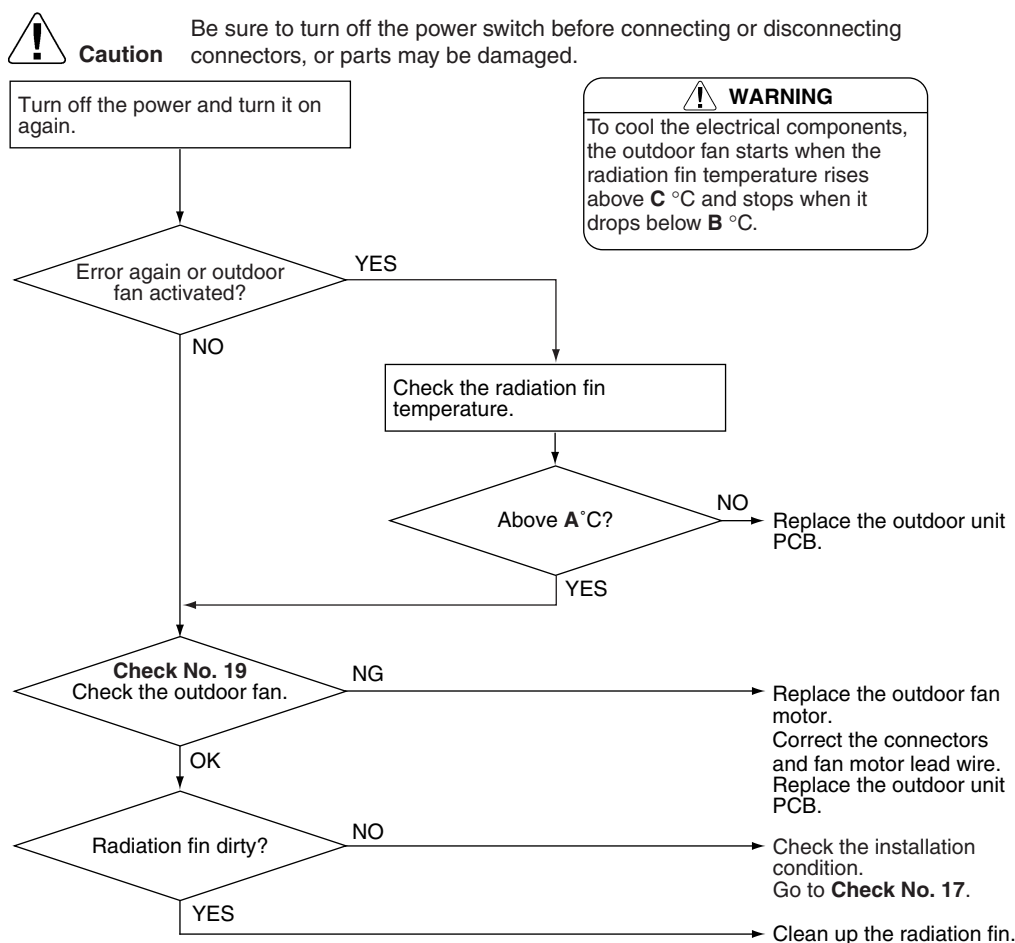 Caution
Be sure to turn off the power switch before connecting or disconnecting
connectors, or parts may be damaged.
Turn off the power and turn it on
again.
WARNING
To cool the electrical components,
the outdoor fan starts when the
radiation fin temperature rises
above C °C and stops when it
drops below B °C.
Error again or outdoor
fan activated?
YES
NO
Check the radiation fin
temperature.
Above A˚C?
NO
Replace the outdoor unit
PCB.
YES
Check No. 19
Check the outdoor fan.
NG
Replace the outdoor fan
motor.
Correct the connectors
and fan motor lead wire.
Replace the outdoor unit
PCB.
OK
Radiation fin dirty?
NO
Check the installation
condition.
Go to Check No. 17.
YES
Clean up the radiation fin.